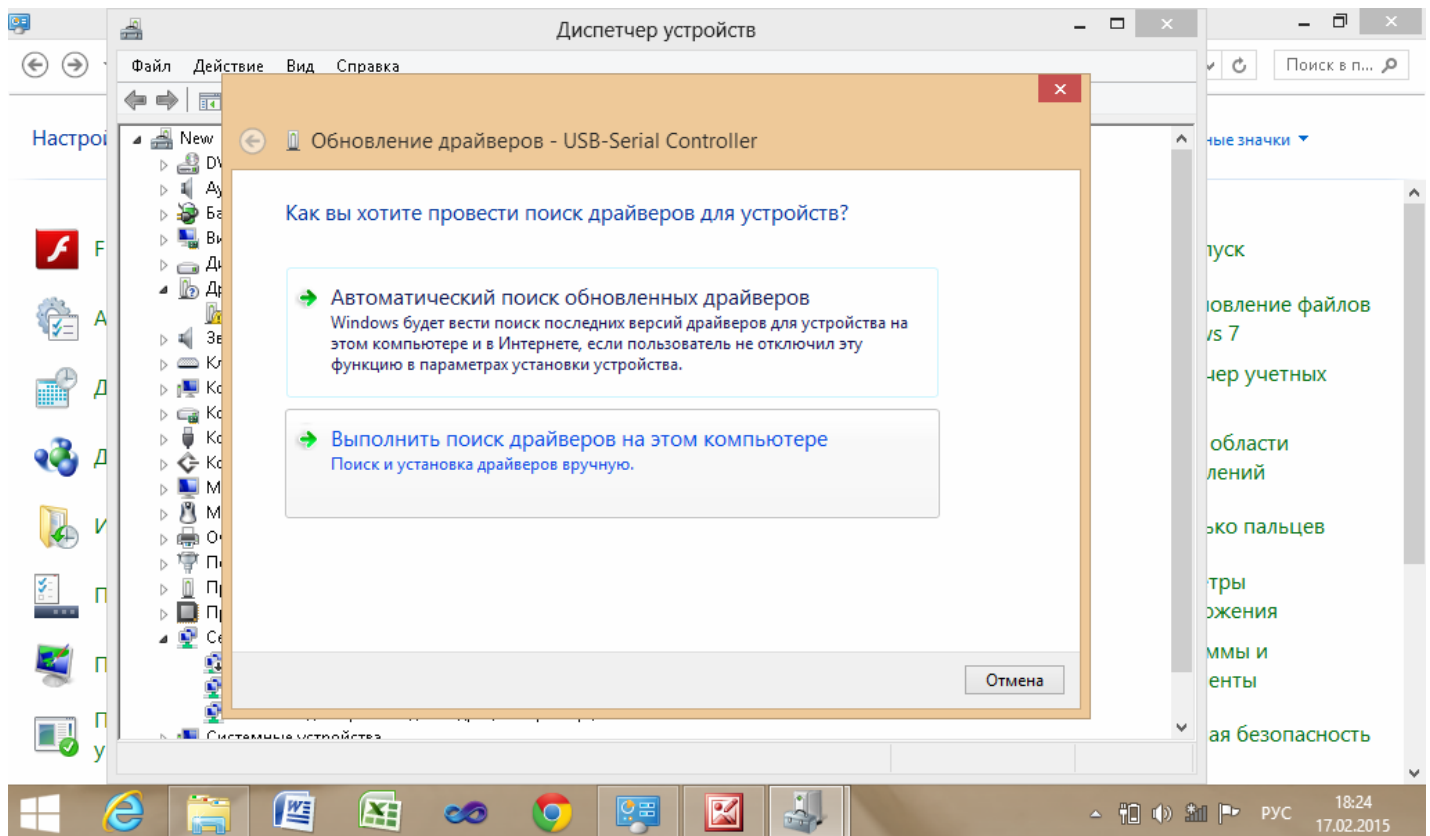 Диспетчер устройств
Файл Действие Вид Справка
Поиск в п...
New
Обновление драйверов - USB-Serial Controller
Как вы хотите провести поиск драйверов для устройств?
Автоматический поиск обновленных драйверов
Windows будет вести поиск последних версий драйверов для устройства на
этом компьютере и в Интернете, если пользователь не отключил эту
функцию в параметрах установки устройства.
Выполнить поиск драйверов на этом компьютере
Поиск и установка драйверов вручную.
Отмена
Системные устройства
Настрой
ные значки
пуск
новление файлов
vs 7
чер учетных
области
лений
ько пальцев
тры
ожения
ммы и
енты
ая безопасность
РУС
18:24
17.02.2015